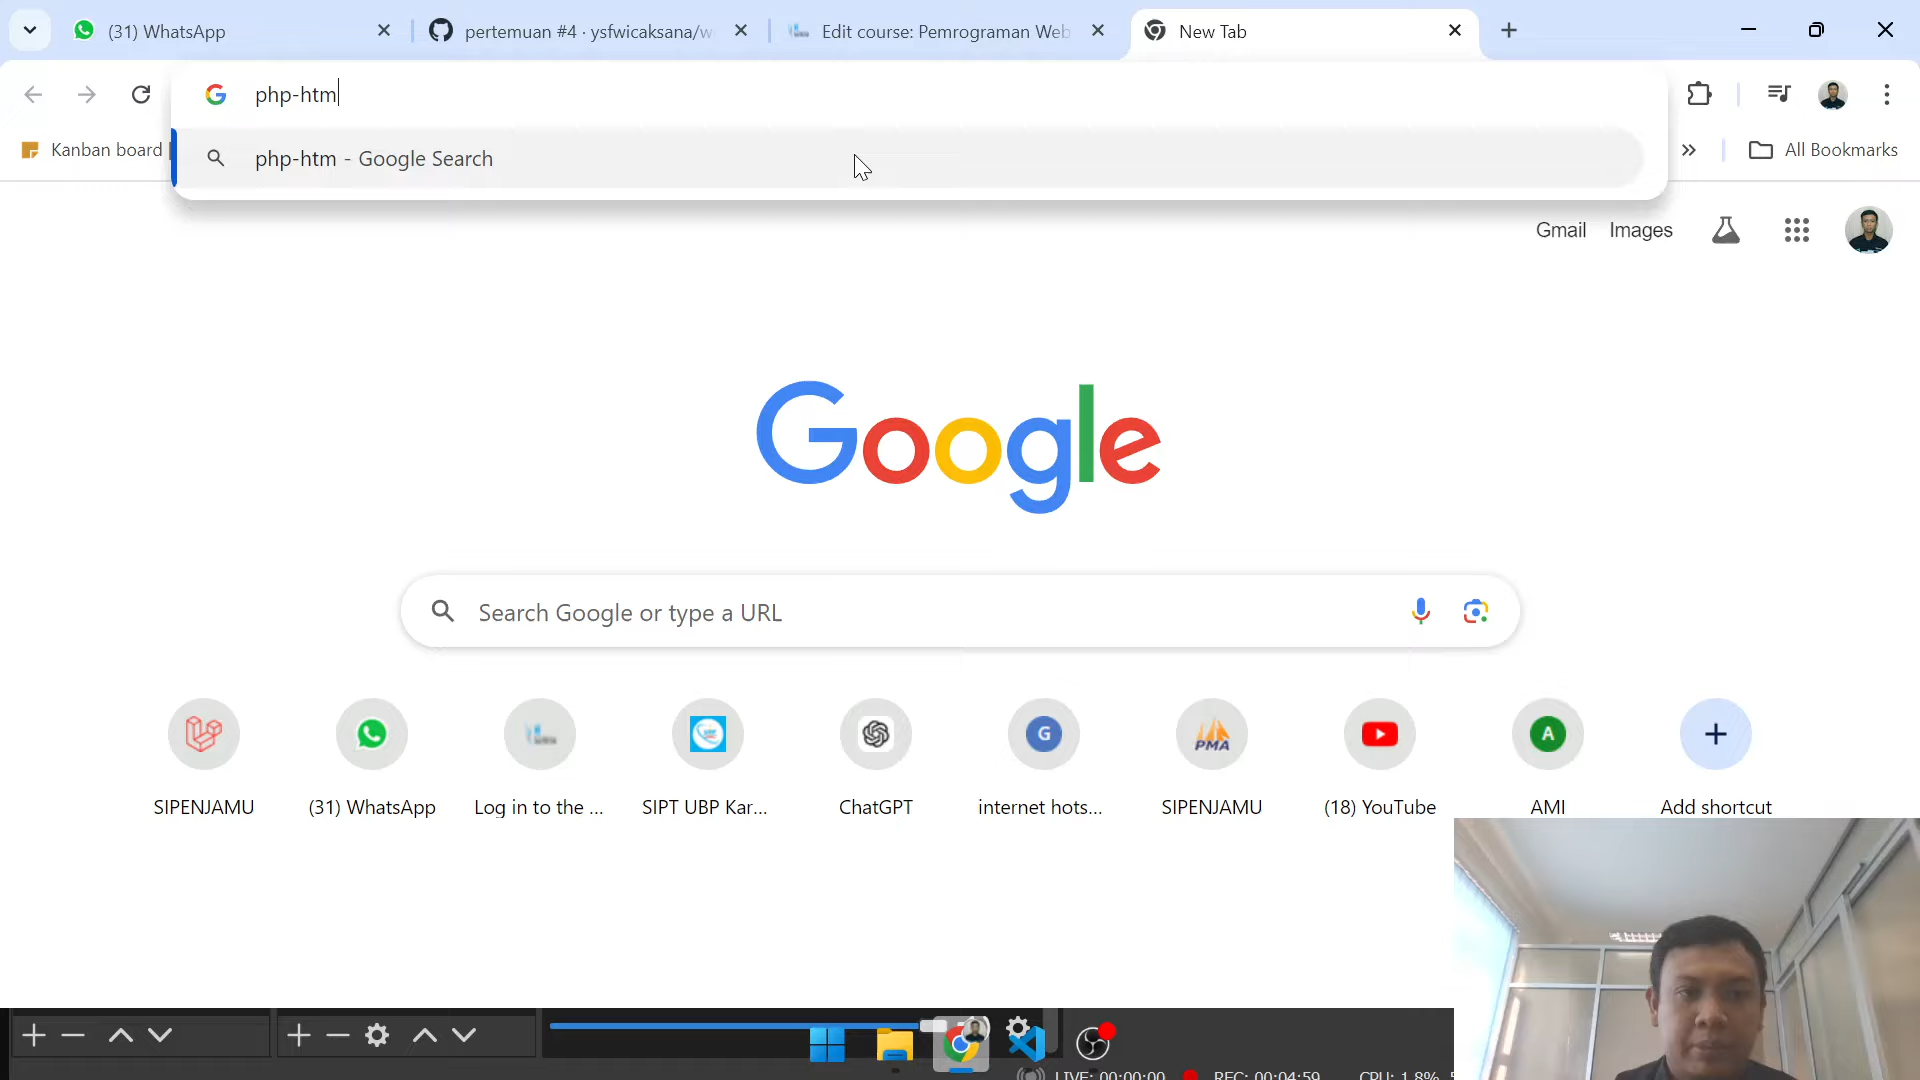 (31) WhatsApp
pertemuan #4 · ysfwicaksana/w
Edit course: Pemrograman Web
New Tab
php-htm
Kanban board
php-htm - Google Search
All Bookmarks
Gmail
Images
Google
Search Google or type a URL
SIPENJAMU
(31) WhatsApp
Log in to the ...
SIPT UBP Kar...
ChatGPT
G
internet hots...
PMA
SIPENJAMU
(18) YouTube
A
AMI
Add shortcut
LIVE: 00:00:00
REC: 00:04:59
CPU: 1.8%